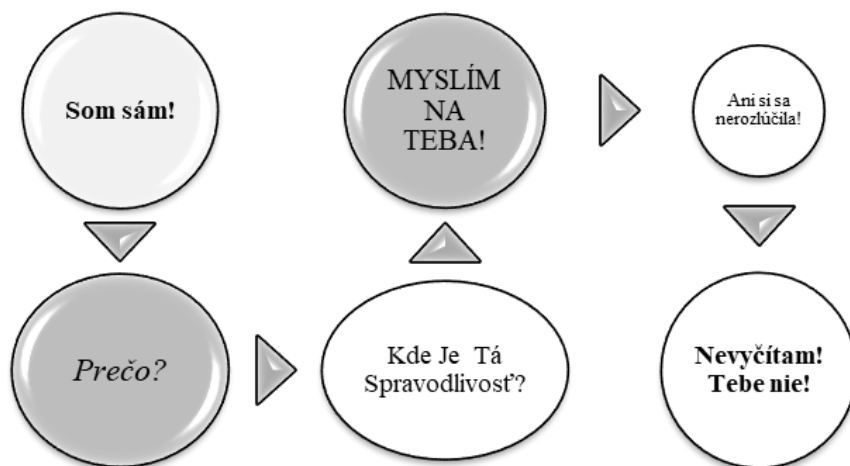 Som sám!
Prečo?
Kde Je Tá
Spravodlivosť?
MYSLÍM
NA
TEBA!
Ani si sa
nerozlúčila!
Nevyčítam!
Tebe nie!